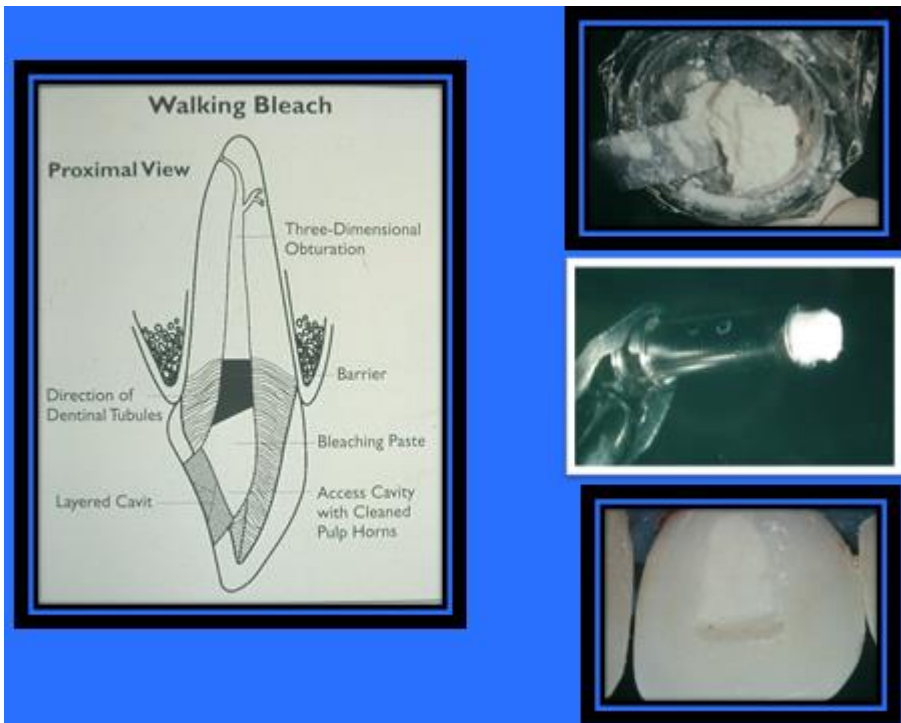 Walking Bleach
Proximal View
Three-Dimensional
Obturation
Barrier
Direction of
Dentinal Tubules
Bleaching Paste
Layered Cavit
Access Cavity
with Cleaned
Pulp Horns